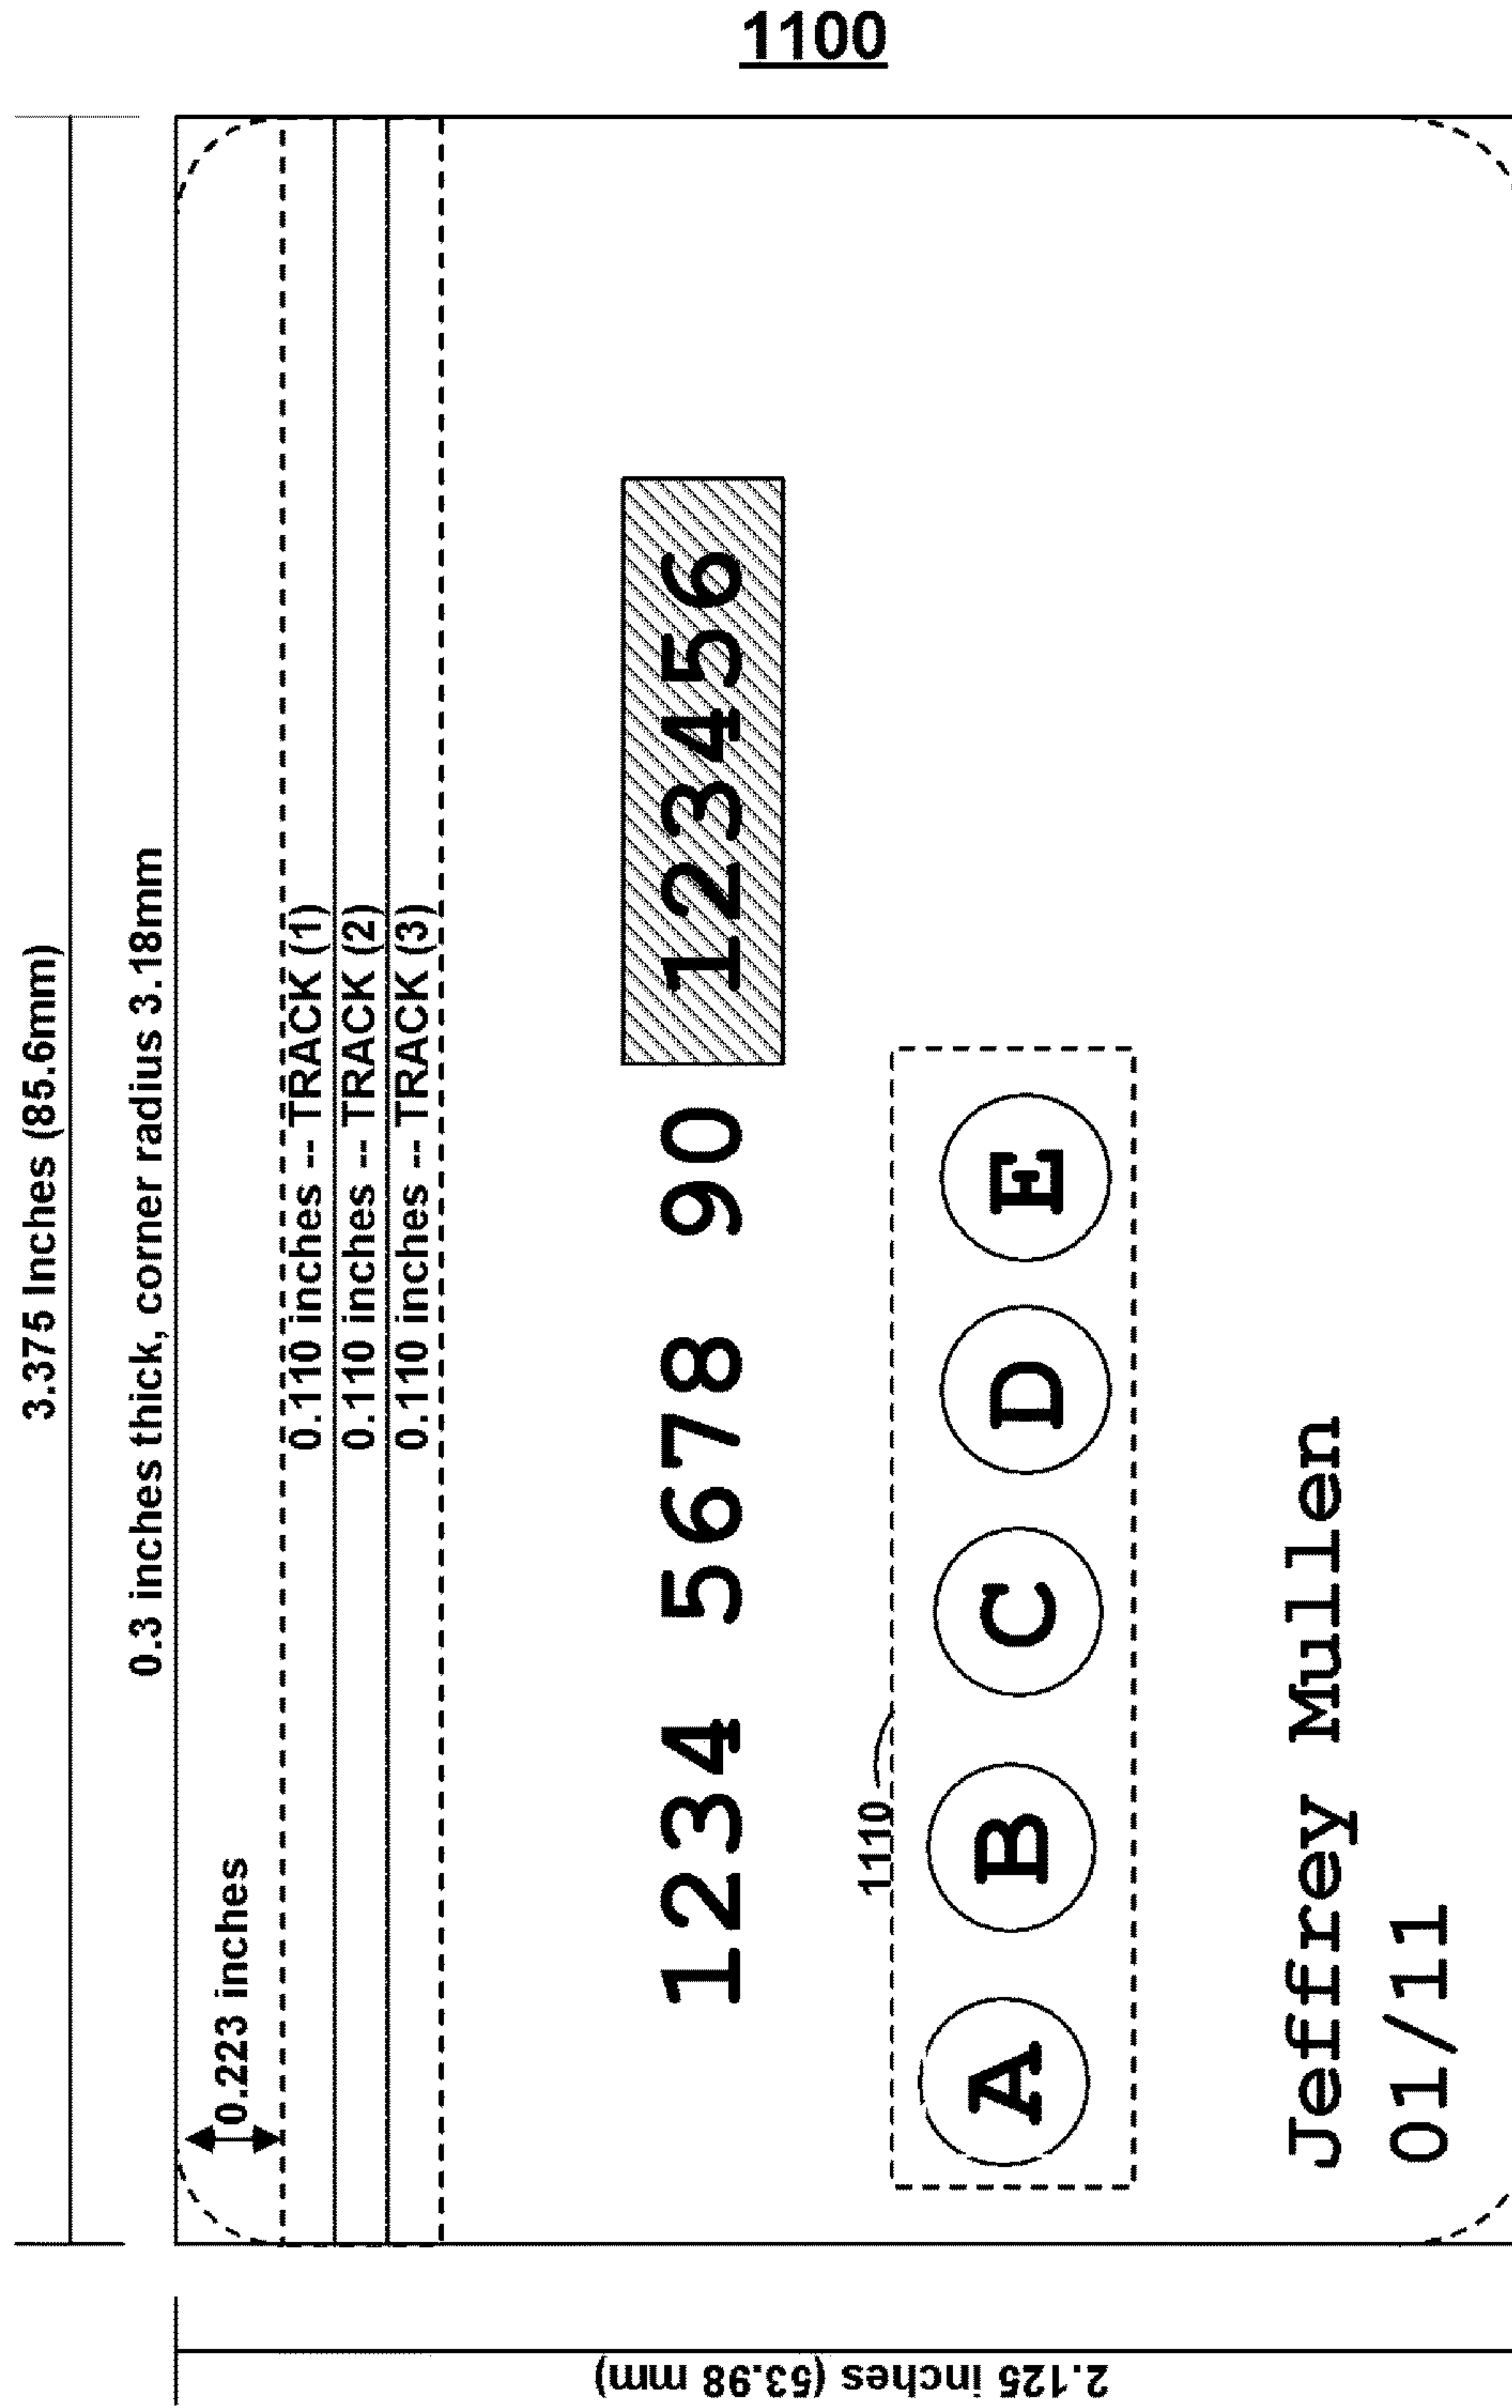 1100
3.375 Inches (85.6mm)
0.3 inches thick, corner radius 3.18mm
0.223 inches
0.110 inches -- TRACK (1)
0.110 inches -- TRACK (2)
0.110 inches -- TRACK (3)
1234 5678 90 123456
1110
A B C D E
Jeffrey Mullen
01/11
2.125 inches (53.98 mm)